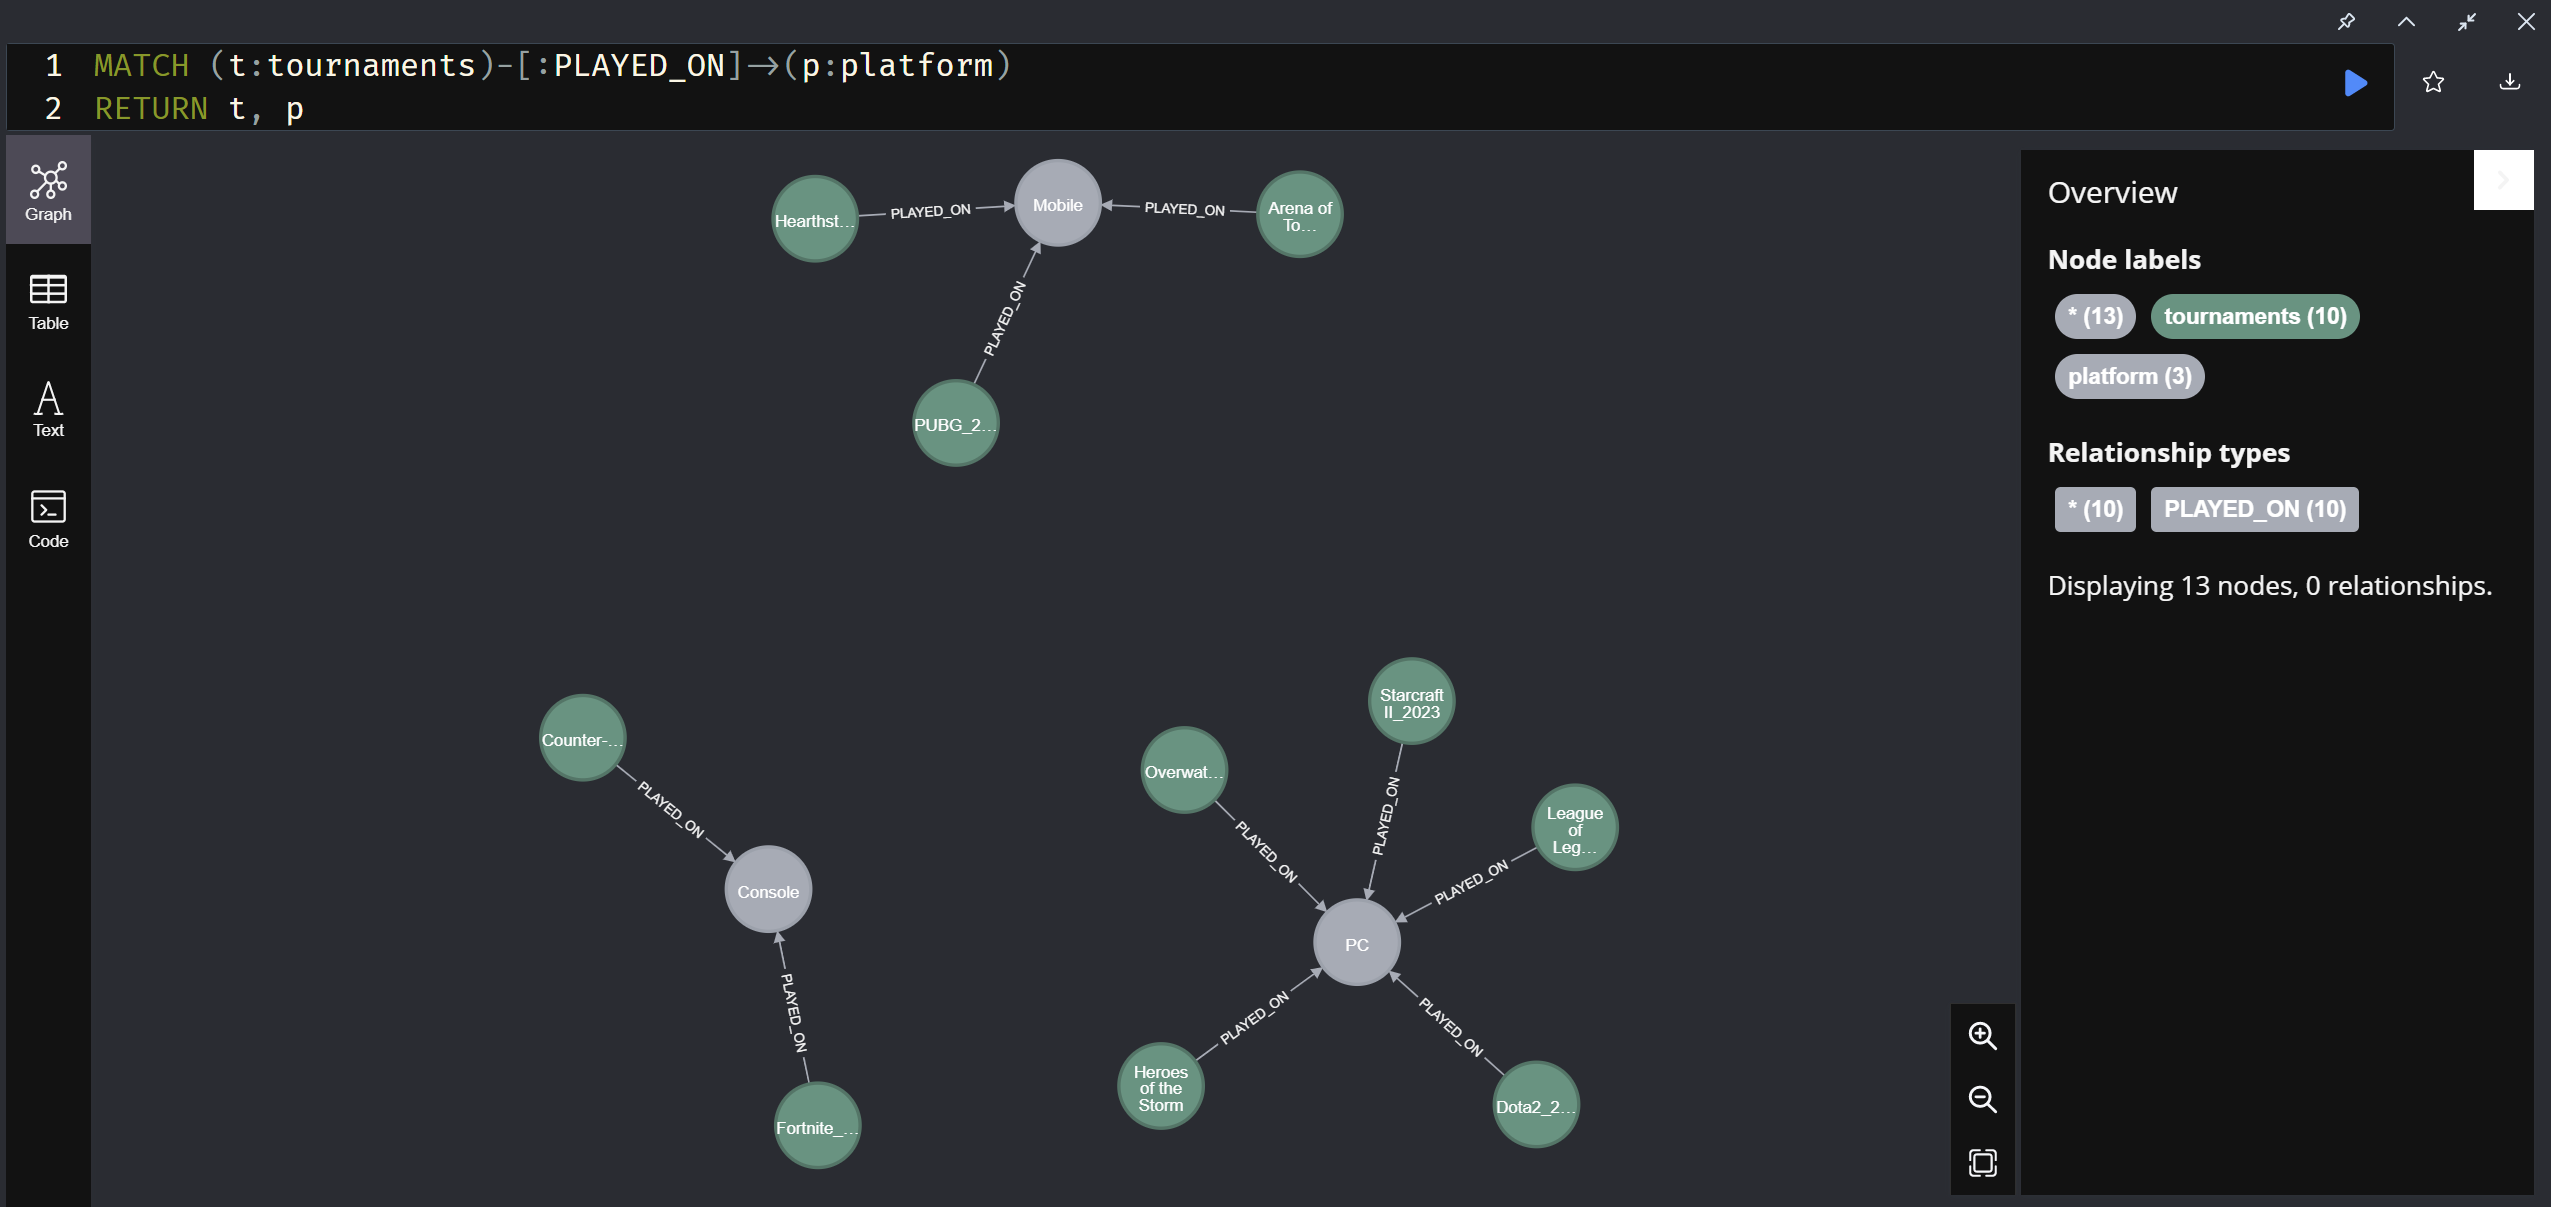 1 MATCH (t:tournaments)-[:PLAYED_ON]->(p:platform)
2 RETURN t, p
Graph
Table
Text
Code
Hearthst...
PLAYED_ON
Mobile
PLAYED_ON
Arena of
To...
PLAYED_ON
PUBG_2...
Counter-...
PLAYED_ON
Console
PLAYED_ON
Fortnite_...
Starcraft
II_2023
Overwat...
PLAYED_ON
PLAYED_ON
League
of
Leg...
PLAYED_ON
PC
PLAYED_ON
PLAYED_ON
Heroes
of the
Storm
Dota2_2...
Overview
Node labels
* (13) tournaments (10)
platform (3)
Relationship types
* (10) PLAYED_ON (10)
Displaying 13 nodes, 0 relationships.